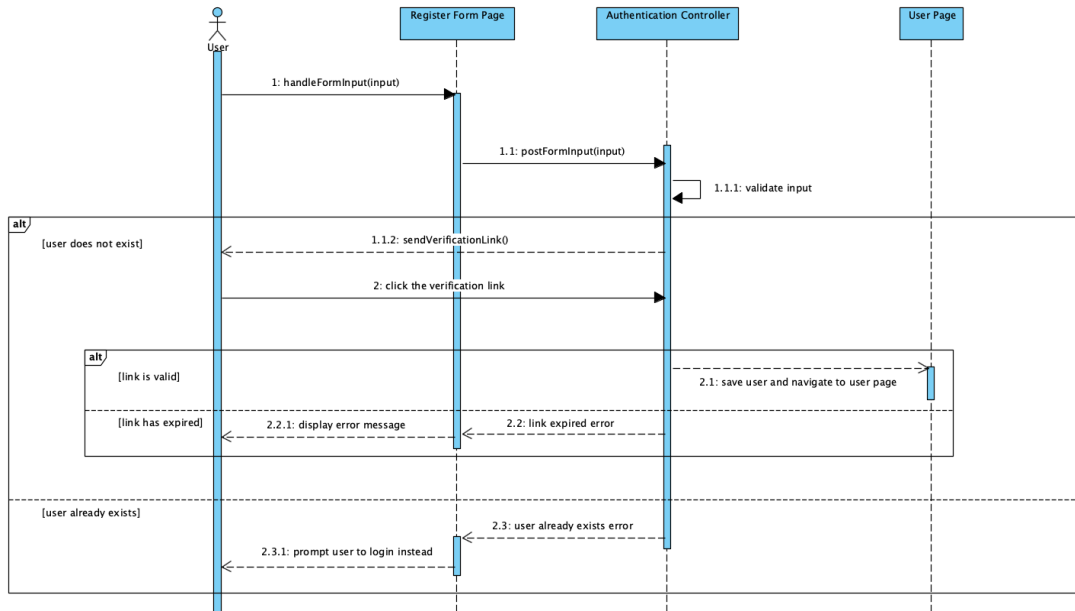 Register Form Page
Authentication Controller
User Page
User
1: handleFormInput(input)
1.1: postFormInput(input)
1.1.1: validate input
alt
[user does not exist]
1.1.2: sendVerificationLink()
2: click the verification link
alt
[link is valid]
2.1: save user and navigate to user page
[link has expired]
2.2.1: display error message
2.2: link expired error
[user already exists]
2.3: user already exists error
2.3.1: prompt user to login instead